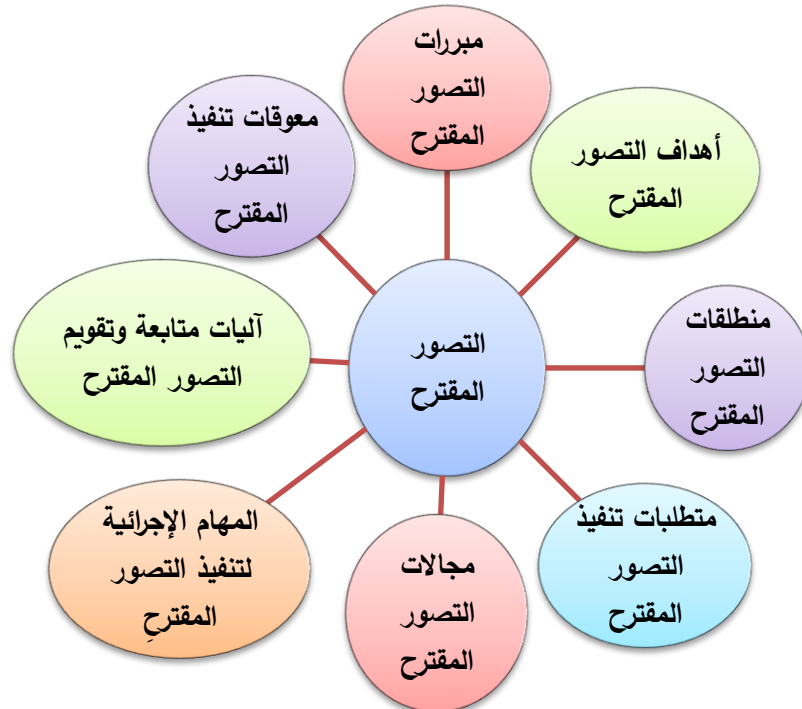 مبررات
التصور
المقترح
أهداف التصور
المقترح
منطلقات
التصور
المقترح
متطلبات تنفيذ
التصور
المقترح
مجالات
التصور
المقترح
المهام الإجرائية
لتنفيذ التصور
المقترحِ
آليات متابعة وتقويم
التصور المقترح
معوقات تنفيذ
التصور
المقترح
التصور
المقترح